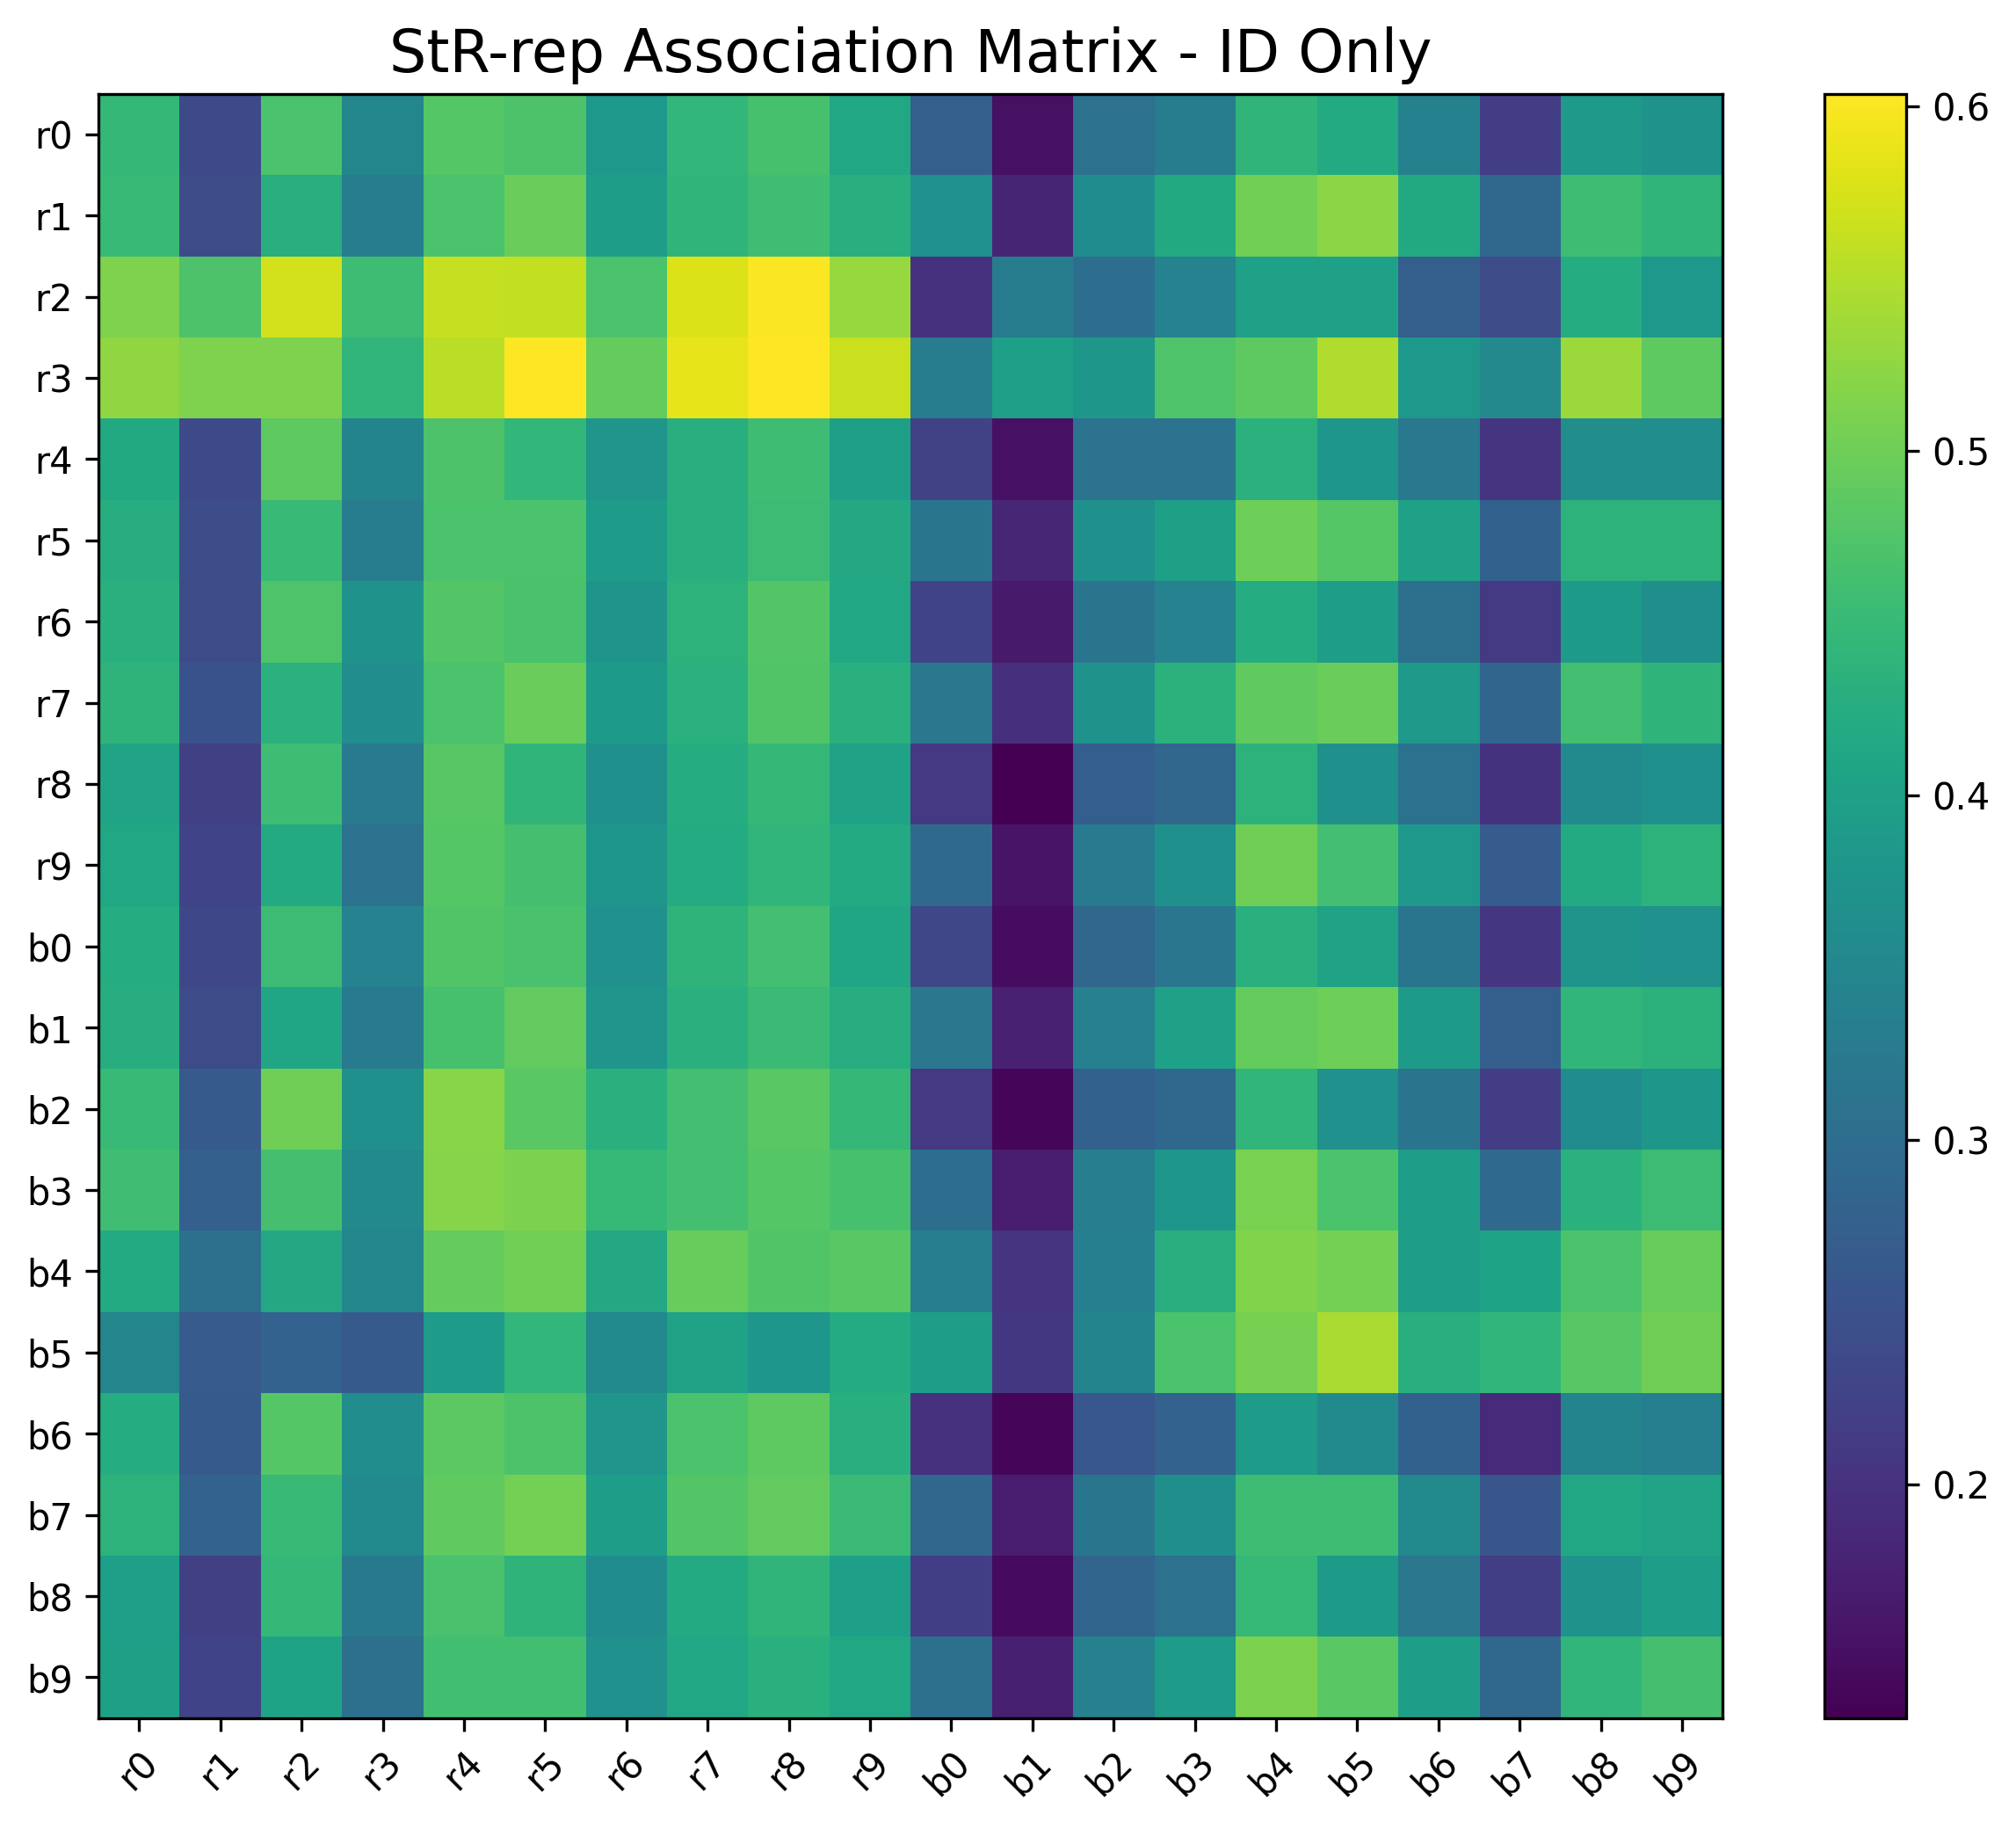 StR-rep Association Matrix - ID Only
r0
r1
r2
r3
r4
r5
r6
r7
r8
r9
b0
b1
b2
b3
b4
b5
b6
b7
b8
b9
r0 r1 r2 r3 r4 r5 r6 r7 r8 r9 b0 b1 b2 b3 b4 b5 b6 b7 b8 b9
0.6
0.5
0.4
0.3
0.2